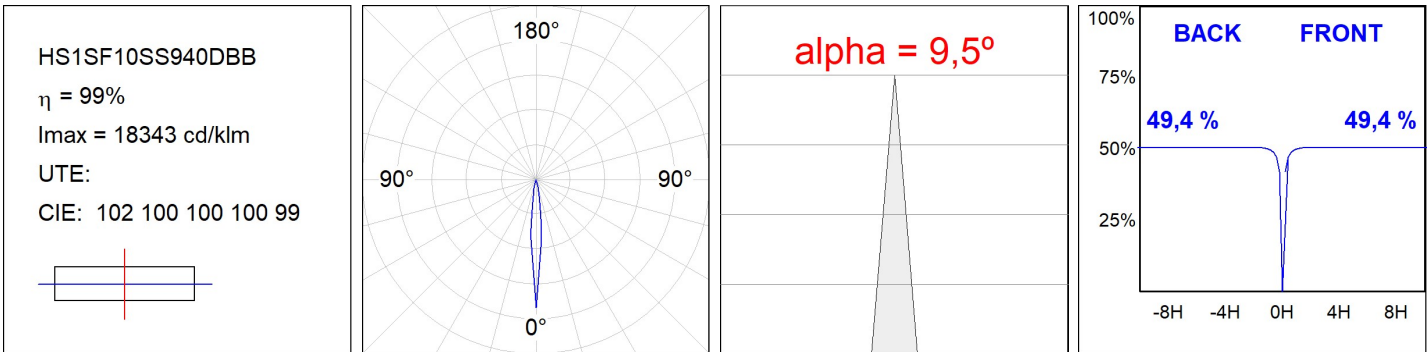 HS1SF10SS940DBB
η = 99%
Imax = 18343 cd/klm
UTE:
CIE:  102 100 100 100 99
180°
90°
90°
0°
alpha = 9,5º
100%
BACK
FRONT
75%
49,4 %
49,4 %
50%
25%
-8H
-4H
0H
4H
8H